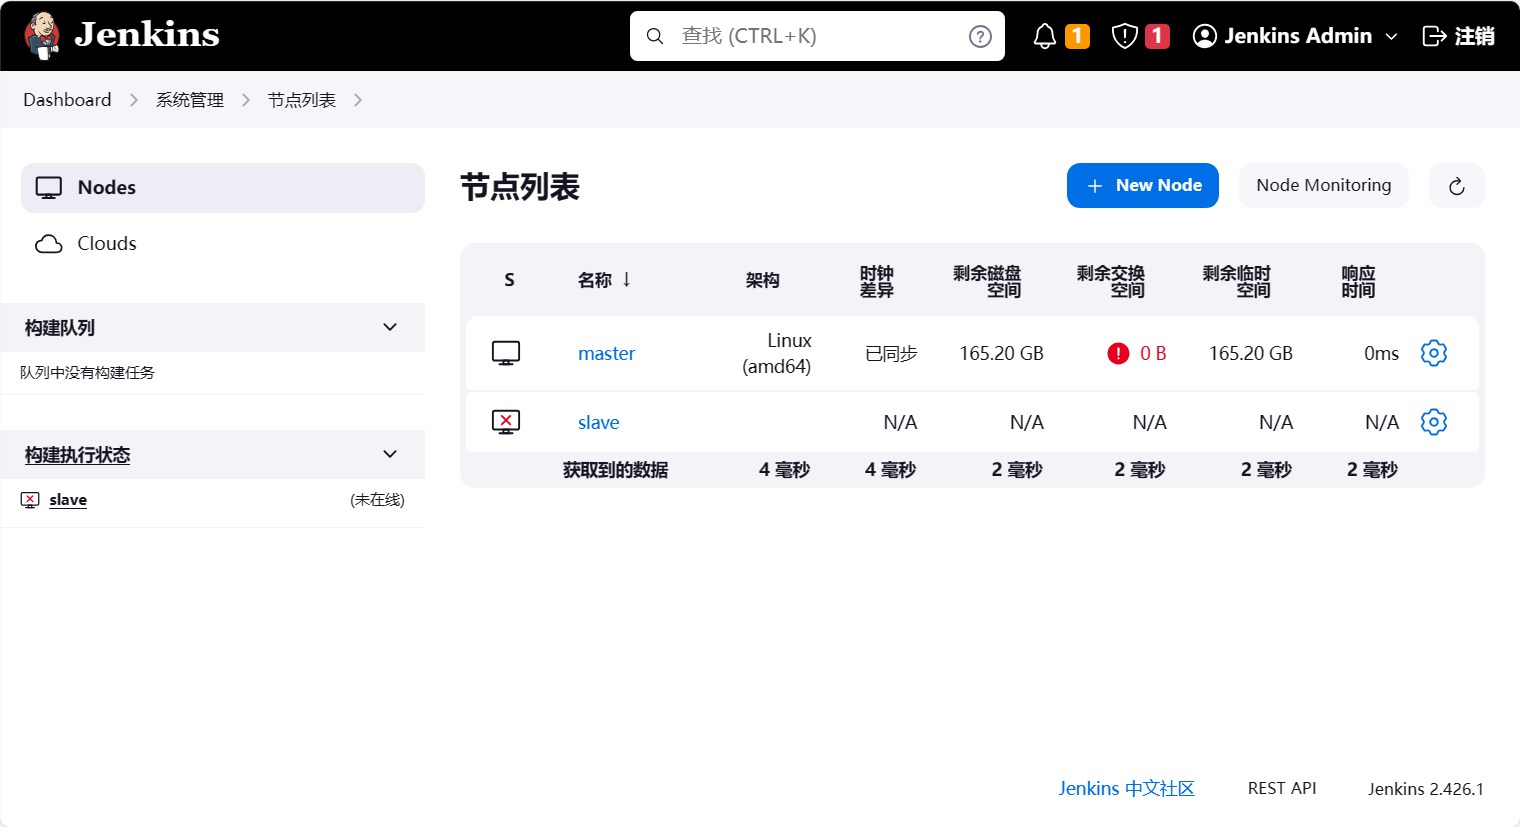 Jenkins
查找 (CTRL+K)
1
1
Jenkins Admin
注销
Dashboard
系统管理
节点列表
Nodes
Clouds
构建队列
队列中没有构建任务
构建执行状态
slave (未在线)
节点列表
New Node
Node Monitoring
S 名称 ↓ 架构 时钟差异 剩余磁盘空间 剩余交换空间 剩余临时空间 响应时间
master Linux (amd64) 已同步 165.20 GB 0 B 165.20 GB 0ms
slave N/A N/A N/A N/A N/A
获取到的数据 4 毫秒 4 毫秒 2 毫秒 2 毫秒 2 毫秒 2 毫秒
Jenkins 中文社区
REST API
Jenkins 2.426.1